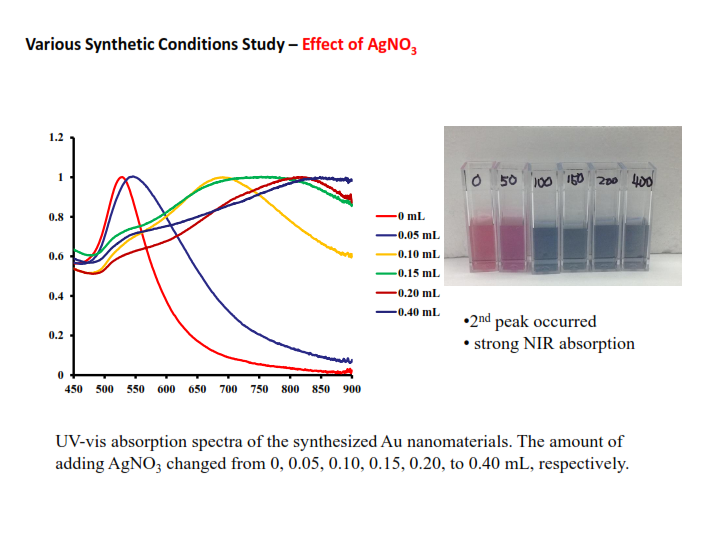 Various Synthetic Conditions Study – Effect of AgNO₃
1.2
1
0.8
0.6
0.4
0.2
0
450 500 550 600 650 700 750 800 850 900
0 mL
0.05 mL
0.10 mL
0.15 mL
0.20 mL
0.40 mL
0 50 100 150 200 400
•2nd peak occurred
• strong NIR absorption
UV-vis absorption spectra of the synthesized Au nanomaterials. The amount of
adding AgNO₃ changed from 0, 0.05, 0.10, 0.15, 0.20, to 0.40 mL, respectively.